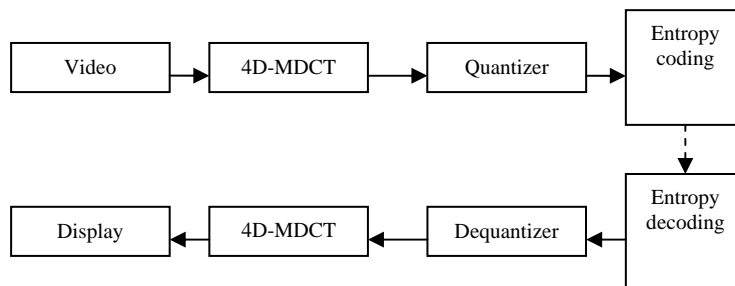 Video
4D-MDCT
Quantizer
Entropy
coding
Display
4D-MDCT
Dequantizer
Entropy
decoding